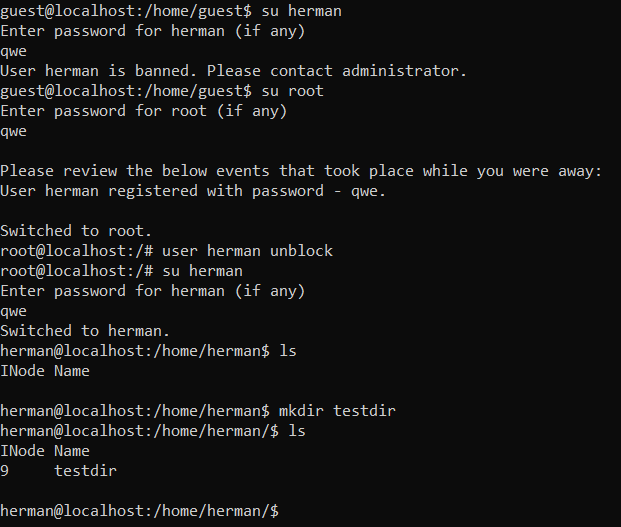 guest@localhost:/home/guest$ su herman
Enter password for herman (if any)
qwe
User herman is banned. Please contact administrator.
guest@localhost:/home/guest$ su root
Enter password for root (if any)
qwe
Please review the below events that took place while you were away:
User herman registered with password - qwe.
Switched to root.
root@localhost:/# user herman unblock
root@localhost:/# su herman
Enter password for herman (if any)
qwe
Switched to herman.
herman@localhost:/home/herman$ ls
INode Name
herman@localhost:/home/herman$ mkdir testdir
herman@localhost:/home/herman/$ ls
INode Name
9     testdir
herman@localhost:/home/herman/$